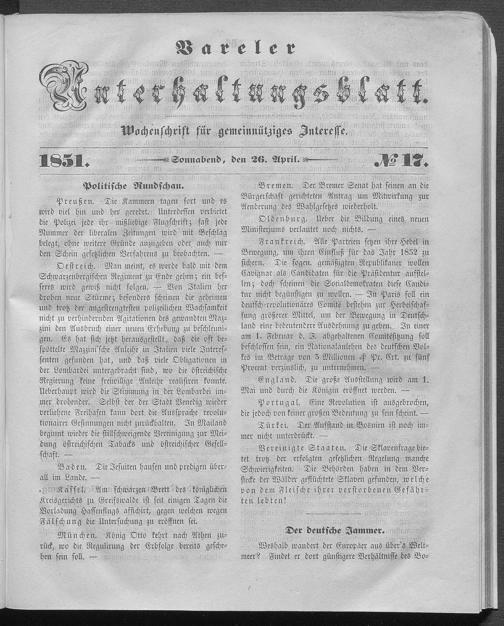 Vareler
Unterhaltungsblatt.
Wochenschrift für gemeinnütziges Interesse.
1851. Sonnabend, den 26. April. № 17.
Politische Rundschau.
Preußen. Die Kammern tagen fort und es
wird viel hin und her geredet. Unterdessen verbietet
die Polizei jede ihr mißliebige Flugschrift; fast jede
Nummer der liberalen Zeitungen wird mit Beschlag
belegt, ohne weitere Gründe anzugeben oder auch nur
den Schein gesetzlichen Verfahrens zu beobachten. —
Oestreich. Man meint, es werde bald mit dem
Schwarzenbergischen Regiment zu Ende gehen; ein bes-
seres wird gewiß nicht folgen. — Von Italien her
drohen neue Stürme; besonders scheinen die geheimen und
trotz der angestrengtesten polizeilichen Wachsamkeit
nicht zu verhindernden Agitationen des gewandten Maz-
zini den Ausbruch einer neuen Erhebung zu beschleuni-
gen. Es hat sich jetzt herausgestellt, daß die oft be-
spöttelte Mazzini'sche Anleihe in Italien viele Inter-
senten gefunden hat, und daß viele Obligationen in
der Lombardei untergebracht sind, wo die östreichische
Regierung keine freiwillige Anleihe realisiren konnte.
Ueberhaupt wird die Stimmung in der Lombardei im-
mer drohender. Selbst der der Stadt Venedig wieder
verliehene Freihafen kann dort die Aussprache revolu-
tionairer Gesinnungen nicht zurückhalten. In Mailand
beginnt wieder die stillschweigende Vereinigung zur Mei-
dung östreichischen Tabacks und östreichischer Gesell-
schaft. —
Baden. Die Jesuiten hausen und predigen über-
all im Lande. —
Kassel. Am schwarzen Brett des königlichen
Kreisgerichts zu Greifswalde ist seit einigen Tagen die
Vorladung Hassenflugs affichirt, gegen welchen wegen
Fälschung die Untersuchung zu eröffnen sei.
München. König Otto kehrt nach Athen zu-
rück, wo die Regulirung der Erbfolge bereits gesche-
hen sein soll. —
Bremen. Der Bremer Senat hat seinen an die
Bürgerschaft gerichteten Antrag um Mitwirkung zur
Aenderung des Wahlgesetzes wiederholt.
Oldenburg. Ueber die Bildung eines neuen
Ministeriums verlautet noch nichts. —
Frankreich. Alle Parteien setzen ihre Hebel in
Bewegung, um ihren Einfluß für das Jahr 1852 zu
sichern. Die sogen. gemäßigten Republikaner wollen
Cavignac als Candidaten für die Präsidentur aufstel-
len; doch scheinen die Socialdemokraten diese Candi-
tur nicht begünstigen zu wollen. — In Paris soll ein
deutsch-revolutionäres Comité bestehen zur Herbeischaf-
fung größerer Mittel, um der Bewegung in Deutsch-
land eine bedeutendere Ausdehnung zu geben. In einer
am 1. Februar d. J. abgehaltenen Comitésitzung soll
beschlossen sein, ein Nationalanlehen des deutschen Vol-
kes im Betrage von 5 Millionen Pr. Crt. zu fünf
Procent verzinslich, zu unternehmen.
England. Die große Ausstellung wird am 1.
Mai und durch die Königin eröffnet werden. —
Portugal. Eine Revolution ist ausgebrochen,
die jedoch von keiner großen Bedeutung zu sein scheint. —
Türkei. Der Aufstand in Bosnien ist noch im-
mer nicht unterdrückt. —
Vereinigte Staaten. Die Sklavenfrage bie-
tet trotz der erfolgten gesetzlichen Regelung manche
Schwierigkeiten. Die Behörden haben in dem Ver-
stecke der Wälder geflüchtete Sklaven gefunden, welche
von dem Fleische ihrer verstorbenen Gefähr-
ten lebten!
Der deutsche Jammer.
Weshalb wandert der Europäer aus über's Welt-
meer? Findet er dort günstigere Verhältnisse des Bo-